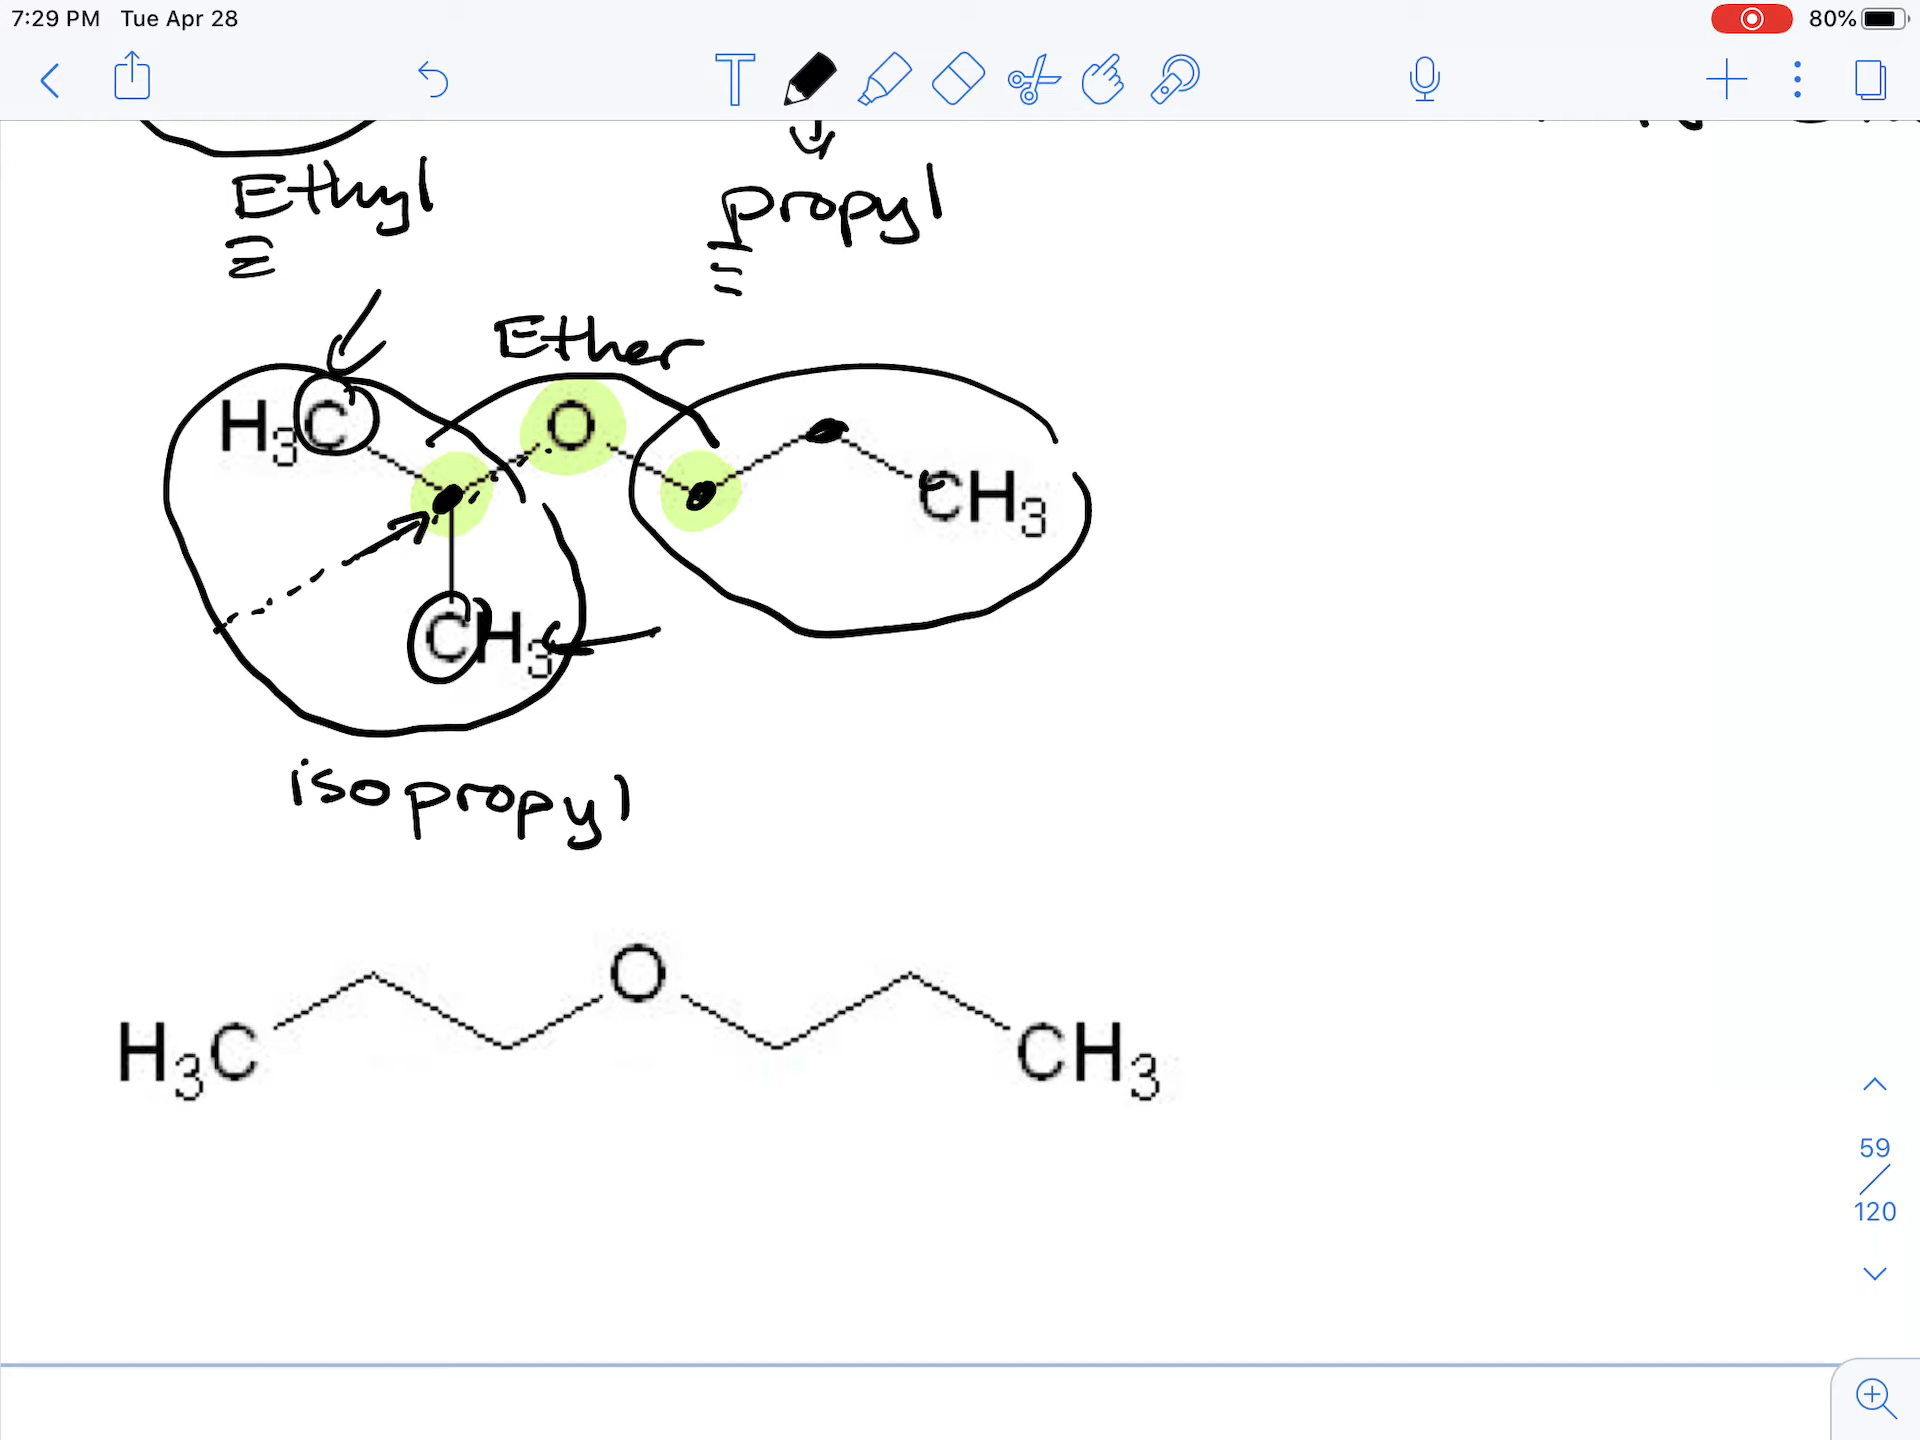 7:29 PM Tue Apr 28
80%
T
Ethyl
propyl
Ether
H3C
O
CH3
CH3
isopropyl
O
H3C
CH3
59
120